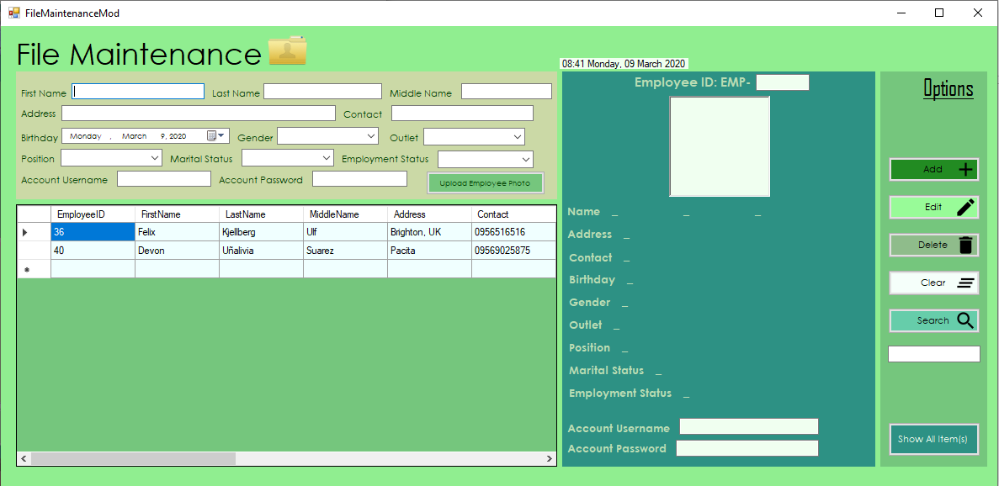 FileMaintenanceMod
File Maintenance
08:41 Monday, 09 March 2020
First Name Last Name Middle Name
Address Contact
Birthday Monday , March 9, 2020 Gender Outlet
Position Marital Status Employment Status
Account Username Account Password Upload Employee Photo
EmployeeID FirstName LastName MiddleName Address Contact
36 Felix Kjellberg Ulf Brighton, UK 0956516516
40 Devon Uñalivia Suarez Pacita 09569025875
Employee ID: EMP-
Name _ _ _
Address _
Contact _
Birthday _
Gender _
Outlet _
Position _
Marital Status _
Employment Status _
Account Username
Account Password
Options
Add
Edit
Delete
Clear
Search
Show All Item(s)